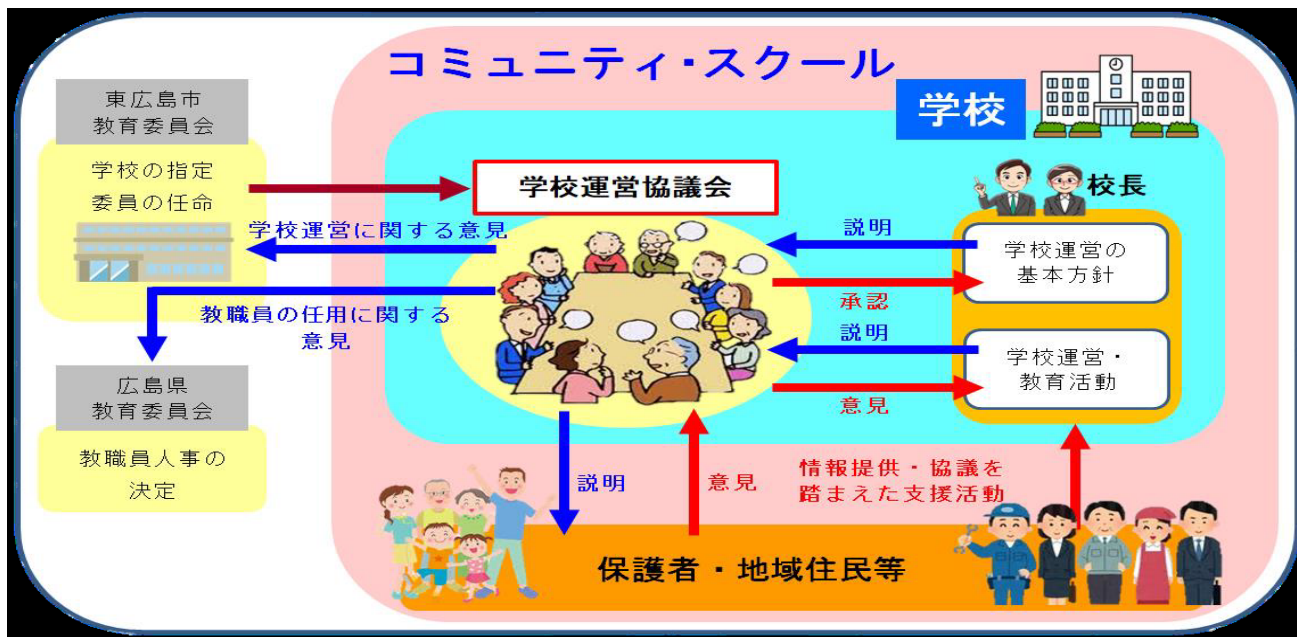 コミュニティ・スクール
学校
東広島市
教育委員会
学校の指定
委員の任命
学校運営協議会
校長
学校運営に関する意見
説明
学校運営の
基本方針
承認
教職員の任用に関する
意見
説明
学校運営・
教育活動
意見
広島県
教育委員会
教職員人事の
決定
説明
意見
情報提供・協議を
踏まえた支援活動
保護者・地域住民等